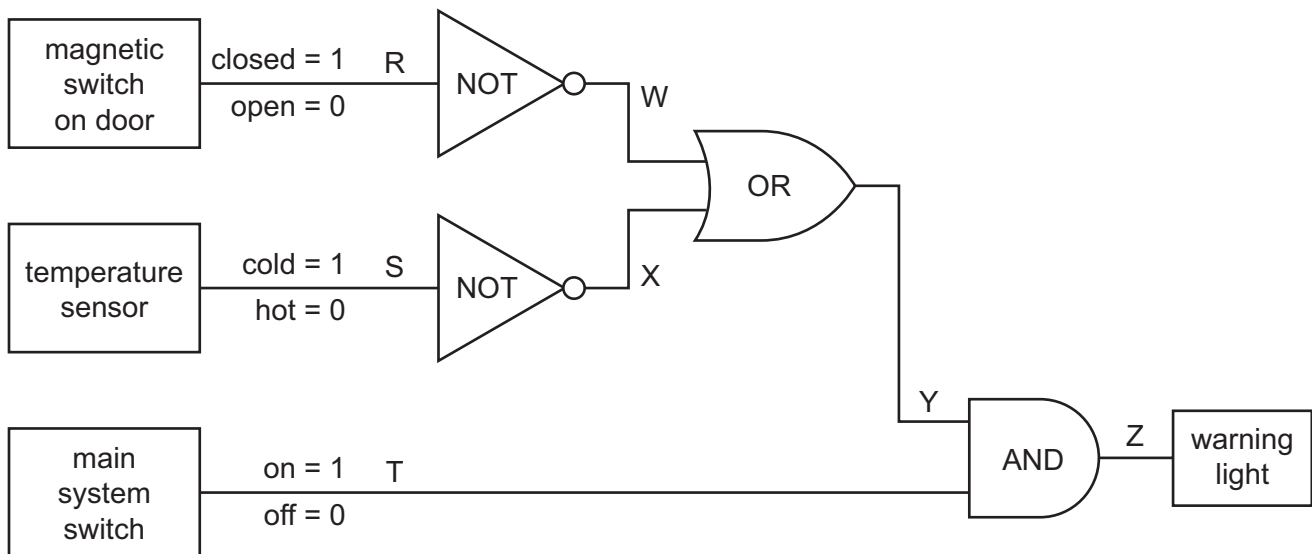 magnetic
switch
on door
closed = 1
open = 0
R
NOT
W
OR
temperature
sensor
cold = 1
hot = 0
S
NOT
X
Y
main
system
switch
on = 1
off = 0
T
AND
Z
warning
light